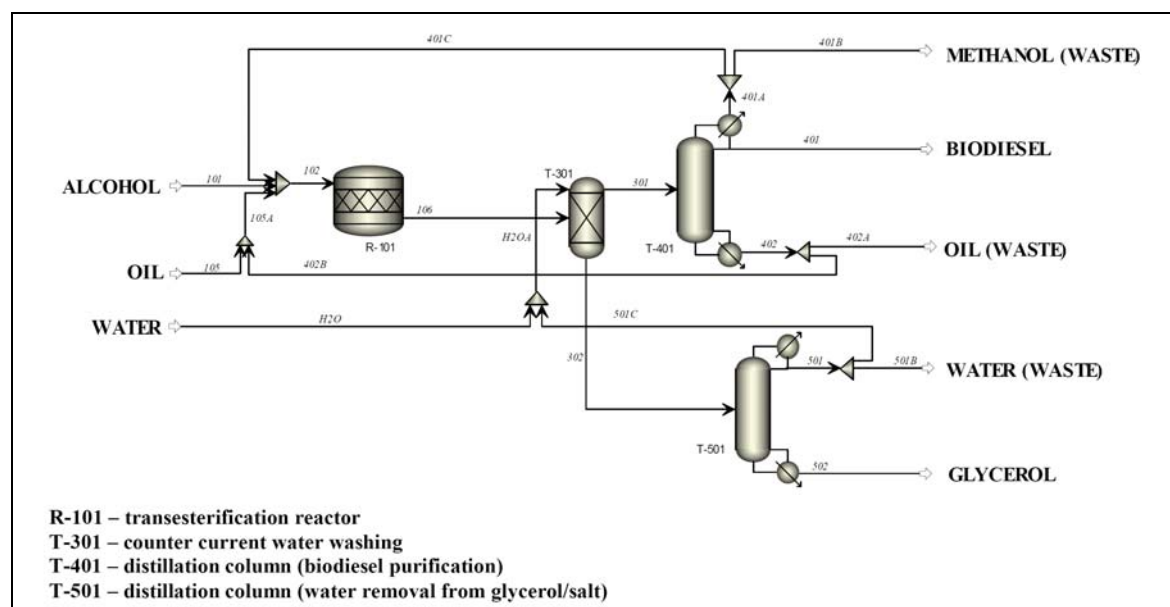 401C
401B
METHANOL (WASTE)
401A
401
BIODIESEL
T-301
301
102
ALCOHOL
101
105A
106
H2OA
R-101
T-401
402
402A
OIL (WASTE)
OIL
105
402B
WATER
H2O
501C
302
501
501B
WATER (WASTE)
T-501
502
GLYCEROL
R-101 – transesterification reactor
T-301 – counter current water washing
T-401 – distillation column (biodiesel purification)
T-501 – distillation column (water removal from glycerol/salt)